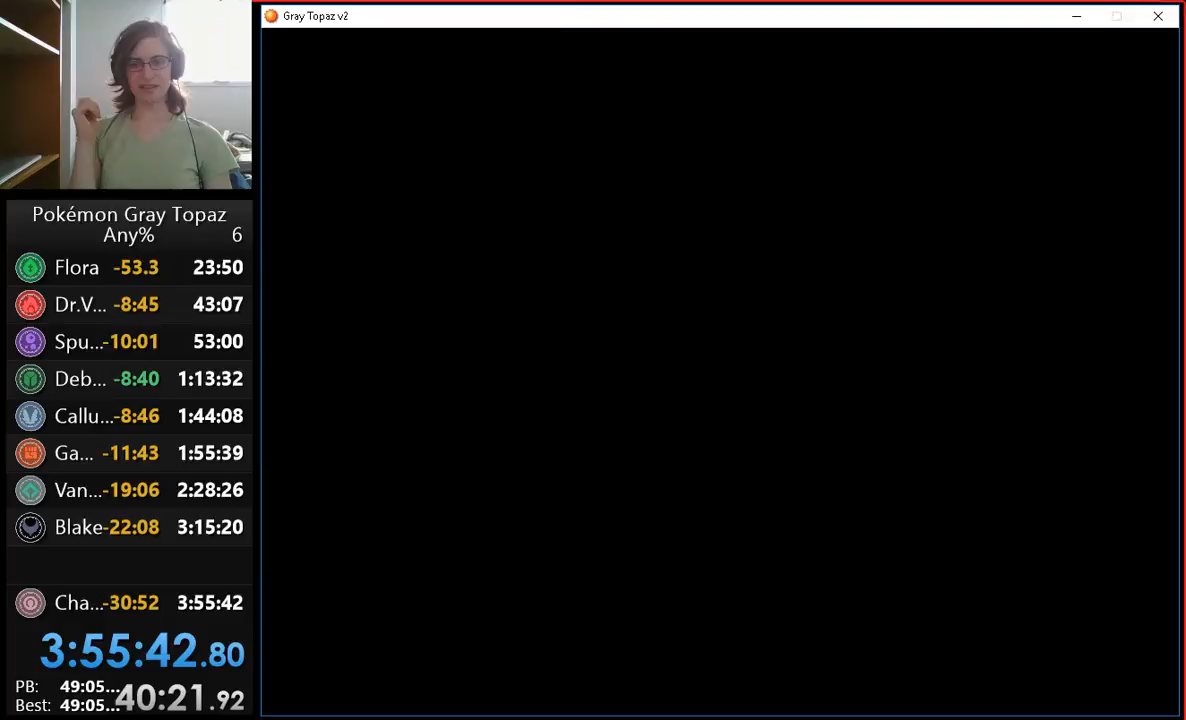 Gray Topaz v2
Pokémon Gray Topaz
Any% 6
Flora -53.3 23:50
Dr.V... -8:45 43:07
Spu...-10:01 53:00
Deb... -8:40 1:13:32
Callu...-8:46 1:44:08
Ga... -11:43 1:55:39
Van...-19:06 2:28:26
Blake-22:08 3:15:20
Cha...-30:52 3:55:42
3:55:42.80
PB: 49:05...
Best: 49:05...
40:21.92